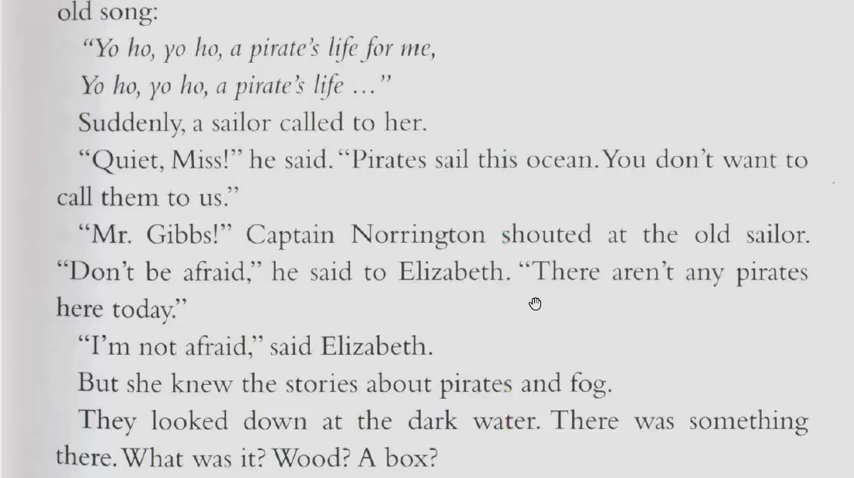 old song:
“Yo ho, yo ho, a pirate’s life for me,
Yo ho, yo ho, a pirate’s life …”
Suddenly, a sailor called to her.
“Quiet, Miss!” he said. “Pirates sail this ocean. You don’t want to
call them to us.”
“Mr. Gibbs!” Captain Norrington shouted at the old sailor.
“Don’t be afraid,” he said to Elizabeth. “There aren’t any pirates
here today.”
“I’m not afraid,” said Elizabeth.
But she knew the stories about pirates and fog.
They looked down at the dark water. There was something
there. What was it? Wood? A box?